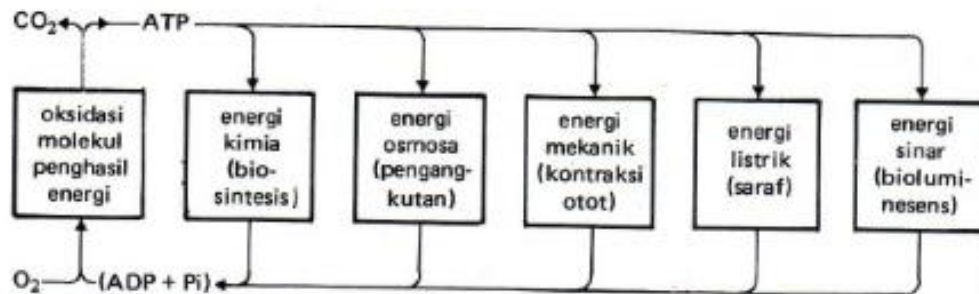 CO₂ ATP
oksidasi
molekul
penghasil
energi
energi
kimia
(bio-
sintesis)
energi
osmosa
(pengang-
kutan)
energi
mekanik
(kontraksi
otot)
energi
listrik
(saraf)
energi
sinar
(biolumi-
nesens)
O₂ (ADP + Pi)